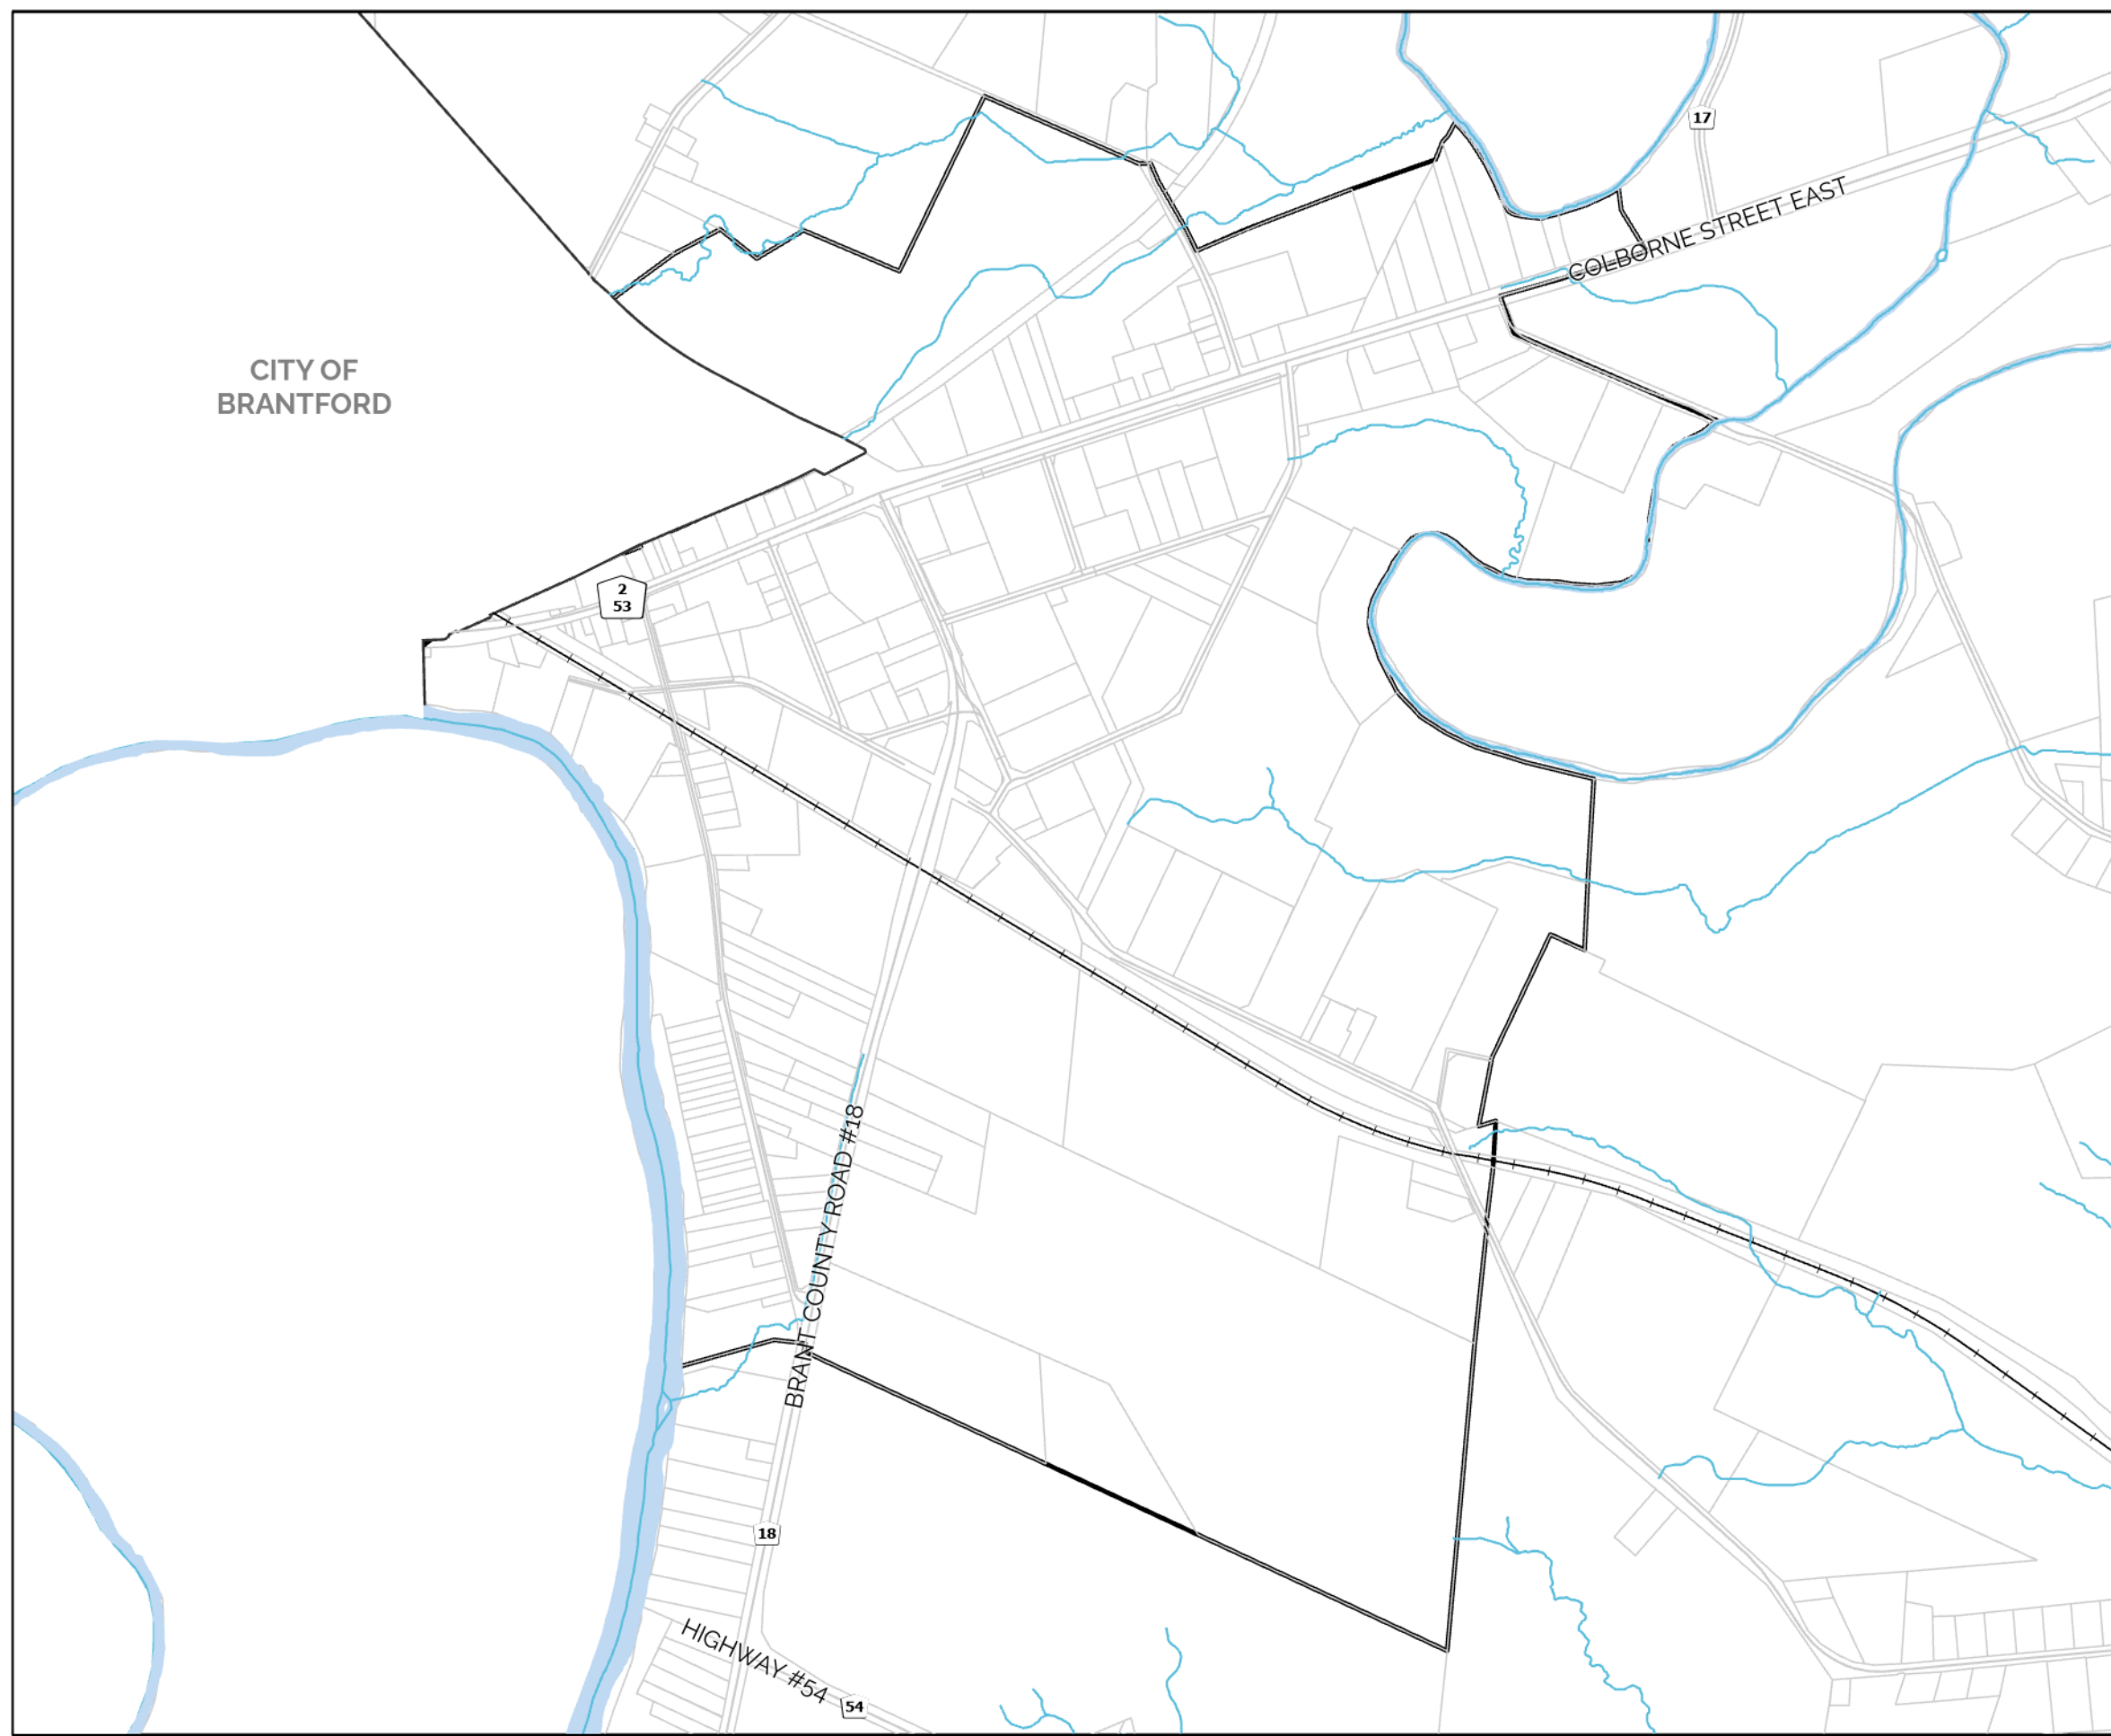 17
COLBORNE STREET EAST
CITY OF
BRANTFORD
2
53
BRANT COUNTY ROAD #18
18
HIGHWAY #54
54